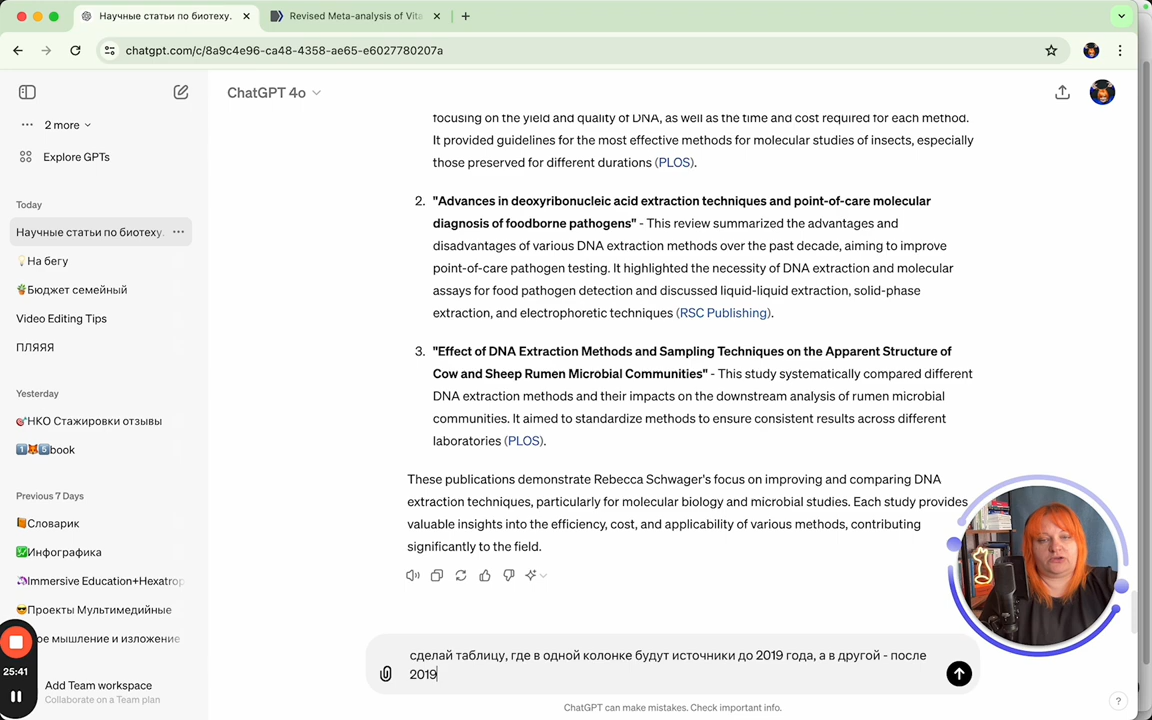 Научные статьи по биотеху.
Revised Meta-analysis of Vita
chatgpt.com/c/8a9c4e96-ca48-4358-ae65-e6027780207a
ChatGPT 4o
2 more
Explore GPTs
Today
Научные статьи по биотеху.
На бегу
Бюджет семейный
Video Editing Tips
ПЛЯЯЯ
Yesterday
НКО Стажировки отзывы
1 5 book
Previous 7 Days
Словарик
Инфографика
Immersive Education+Hexatrop
Проекты Мультимедийные
ое мышление и изложение
25:41
Add Team workspace
Collaborate on a Team plan
focusing on the yield and quality of DNA, as well as the time and cost required for each method.
It provided guidelines for the most effective methods for molecular studies of insects, especially
those preserved for different durations (PLOS).
2. "Advances in deoxyribonucleic acid extraction techniques and point-of-care molecular
diagnosis of foodborne pathogens" - This review summarized the advantages and
disadvantages of various DNA extraction methods over the past decade, aiming to improve
point-of-care pathogen testing. It highlighted the necessity of DNA extraction and molecular
assays for food pathogen detection and discussed liquid-liquid extraction, solid-phase
extraction, and electrophoretic techniques (RSC Publishing).
3. "Effect of DNA Extraction Methods and Sampling Techniques on the Apparent Structure of
Cow and Sheep Rumen Microbial Communities" - This study systematically compared different
DNA extraction methods and their impacts on the downstream analysis of rumen microbial
communities. It aimed to standardize methods to ensure consistent results across different
laboratories (PLOS).
These publications demonstrate Rebecca Schwager's focus on improving and comparing DNA
extraction techniques, particularly for molecular biology and microbial studies. Each study provides
valuable insights into the efficiency, cost, and applicability of various methods, contributing
significantly to the field.
сделай таблицу, где в одной колонке будут источники до 2019 года, а в другой - после
2019
ChatGPT can make mistakes. Check important info.
?